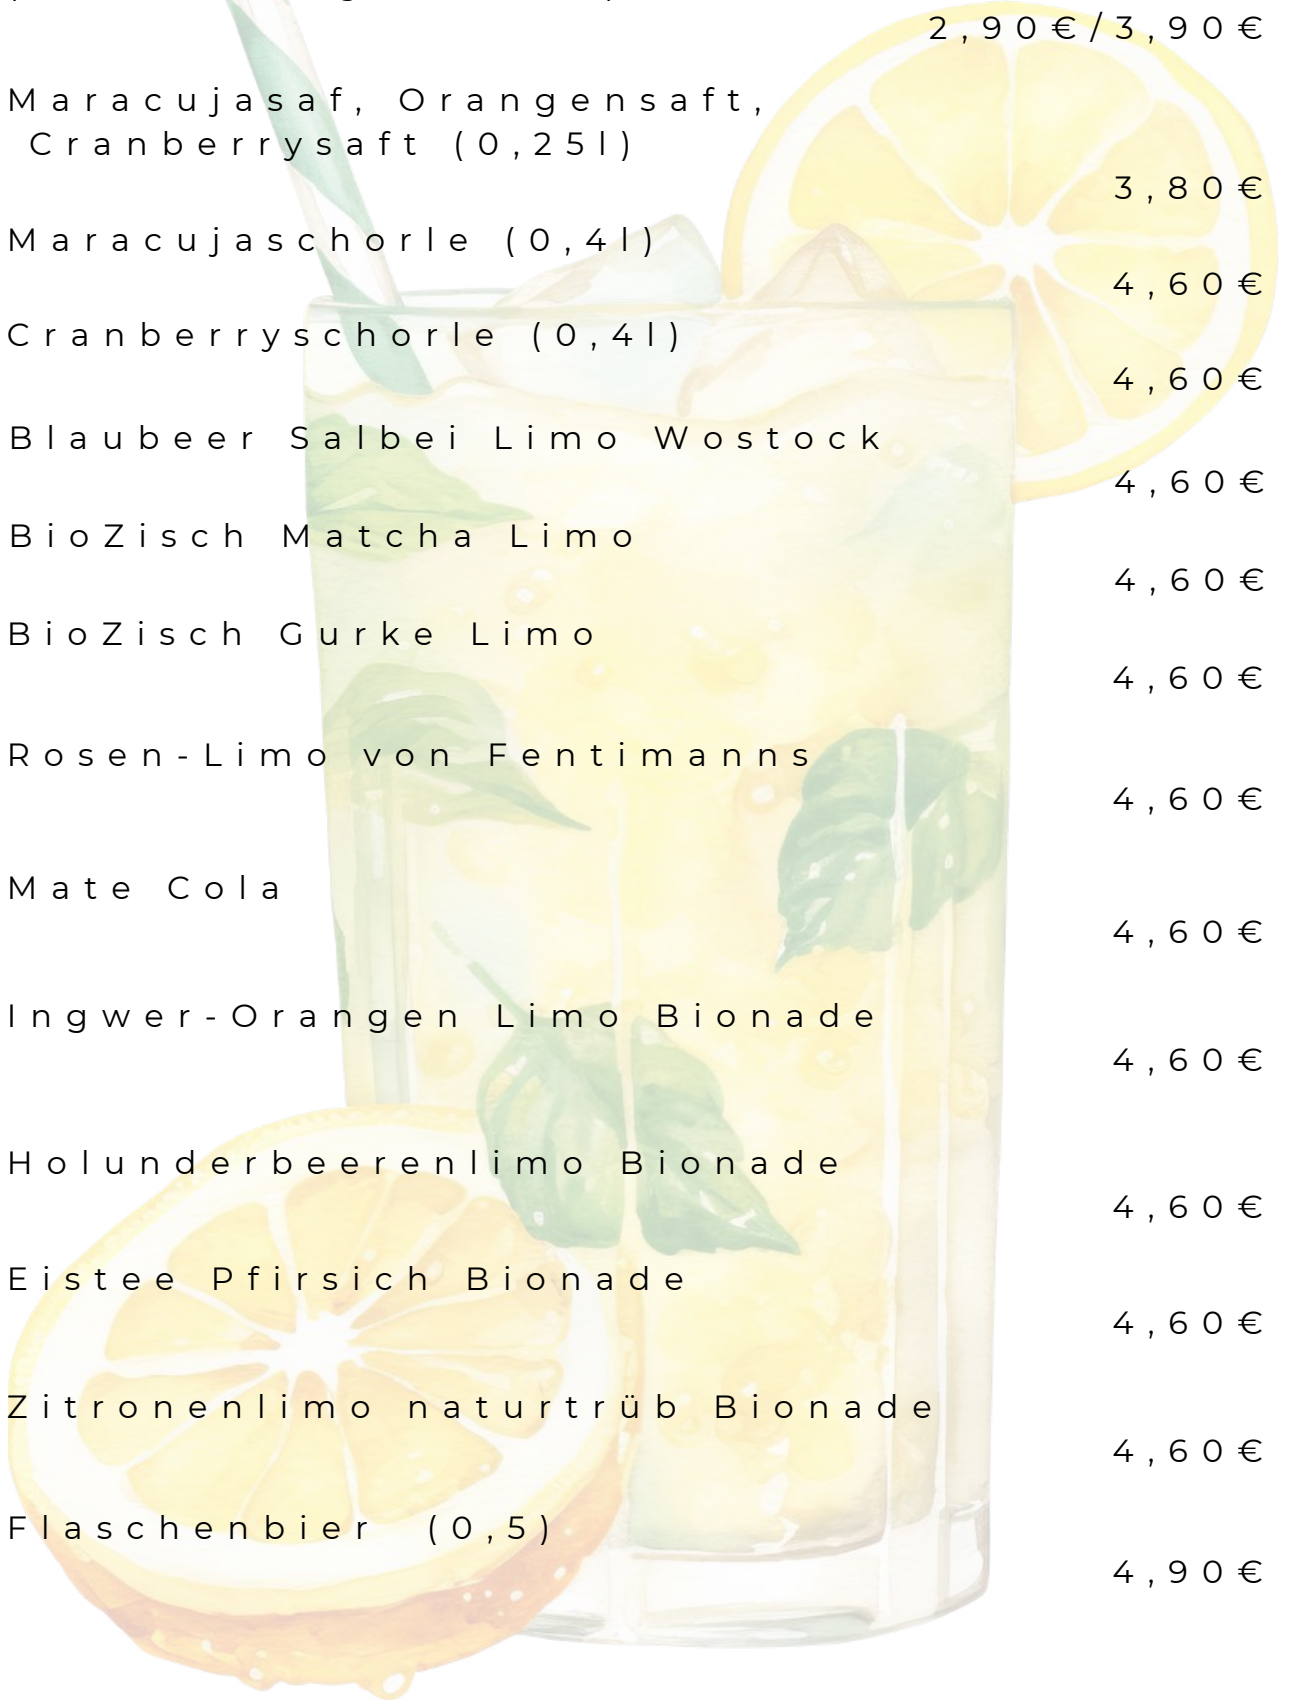 2,90€/3,90€
Maracujasaf, Orangensaft,
Cranberrysaft (0,25l)
3,80€
Maracujaschorle (0,4l)
4,60€
Cranberryschorle (0,4l)
4,60€
Blaubeer Salbei Limo Wostock
4,60€
BioZisch Matcha Limo
4,60€
BioZisch Gurke Limo
4,60€
Rosen-Limo von Fentimanns
4,60€
Mate Cola
4,60€
Ingwer-Orangen Limo Bionade
4,60€
Holunderbeerenlimo Bionade
4,60€
Eistee Pfirsich Bionade
4,60€
Zitronenlimo naturtrüb Bionade
4,60€
Flaschenbier (0,5)
4,90€